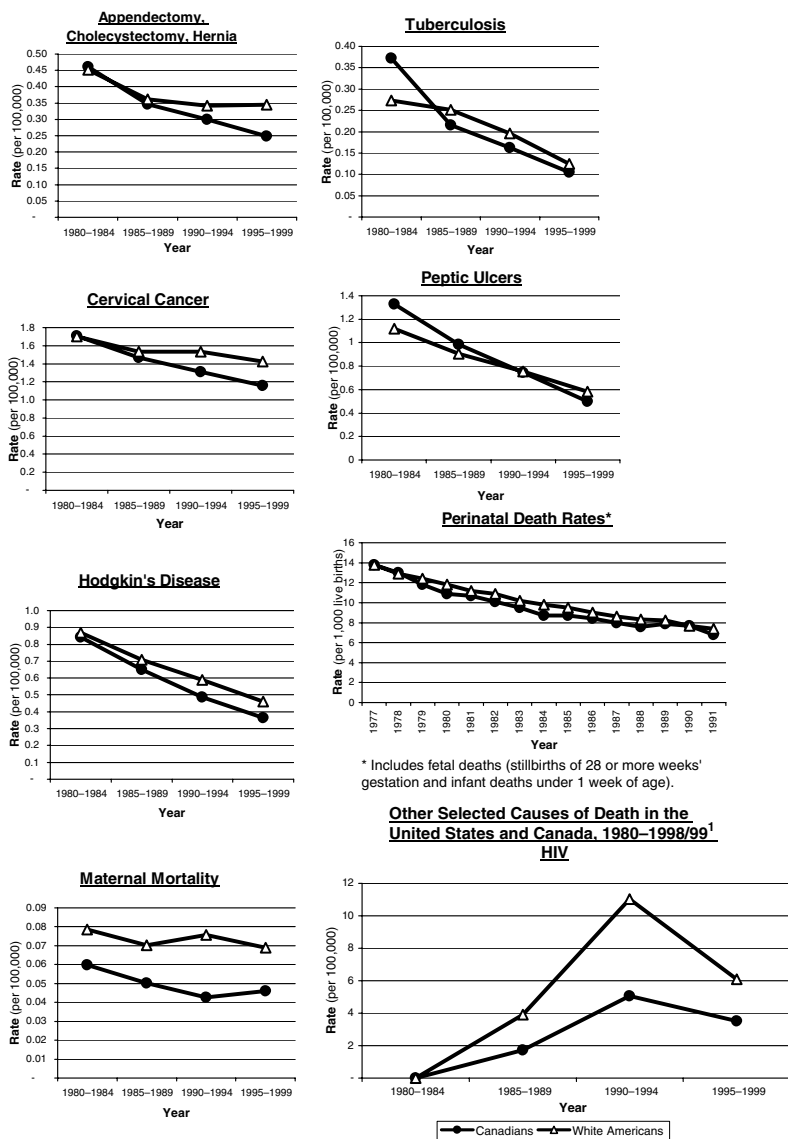 Appendectomy,
Cholecystectomy, Hernia
0.50
0.45
0.40
0.35
0.30
0.25
0.20
0.15
0.10
0.05
-
Rate (per 100,000)
1980–1984 1985–1989 1990–1994 1995–1999
Year
Tuberculosis
0.40
0.35
0.30
0.25
0.20
0.15
0.10
0.05
-
Rate (per 100,000)
1980–1984 1985–1989 1990–1994 1995–1999
Year
Cervical Cancer
1.8
1.6
1.4
1.2
1.0
0.8
0.6
0.4
0.2
-
Rate (per 100,000)
1980–1984 1985–1989 1990–1994 1995–1999
Year
Peptic Ulcers
1.4
1.2
1
0.8
0.6
0.4
0.2
0
Rate (per 100,000)
1980–1984 1985–1989 1990–1994 1995–1999
Year
Hodgkin's Disease
1.0
0.9
0.8
0.7
0.6
0.5
0.4
0.3
0.2
0.1
-
Rate (per 100,000)
1980–1984 1985–1989 1990–1994 1995–1999
Year
Perinatal Death Rates*
16
14
12
10
8
6
4
2
0
Rate (per 1,000 live births)
1977 1978 1979 1980 1981 1982 1983 1984 1985 1986 1987 1988 1989 1990 1991
Year
* Includes fetal deaths (stillbirths of 28 or more weeks'
gestation and infant deaths under 1 week of age).
Maternal Mortality
0.09
0.08
0.07
0.06
0.05
0.04
0.03
0.02
0.01
-
Rate (per 100,000)
1980–1984 1985–1989 1990–1994 1995–1999
Year
Other Selected Causes of Death in the
United States and Canada, 1980–1998/99¹
HIV
12
10
8
6
4
2
-
Rate (per 100,000)
1980–1984 1985–1989 1990–1994 1995–1999
Year
Canadians White Americans